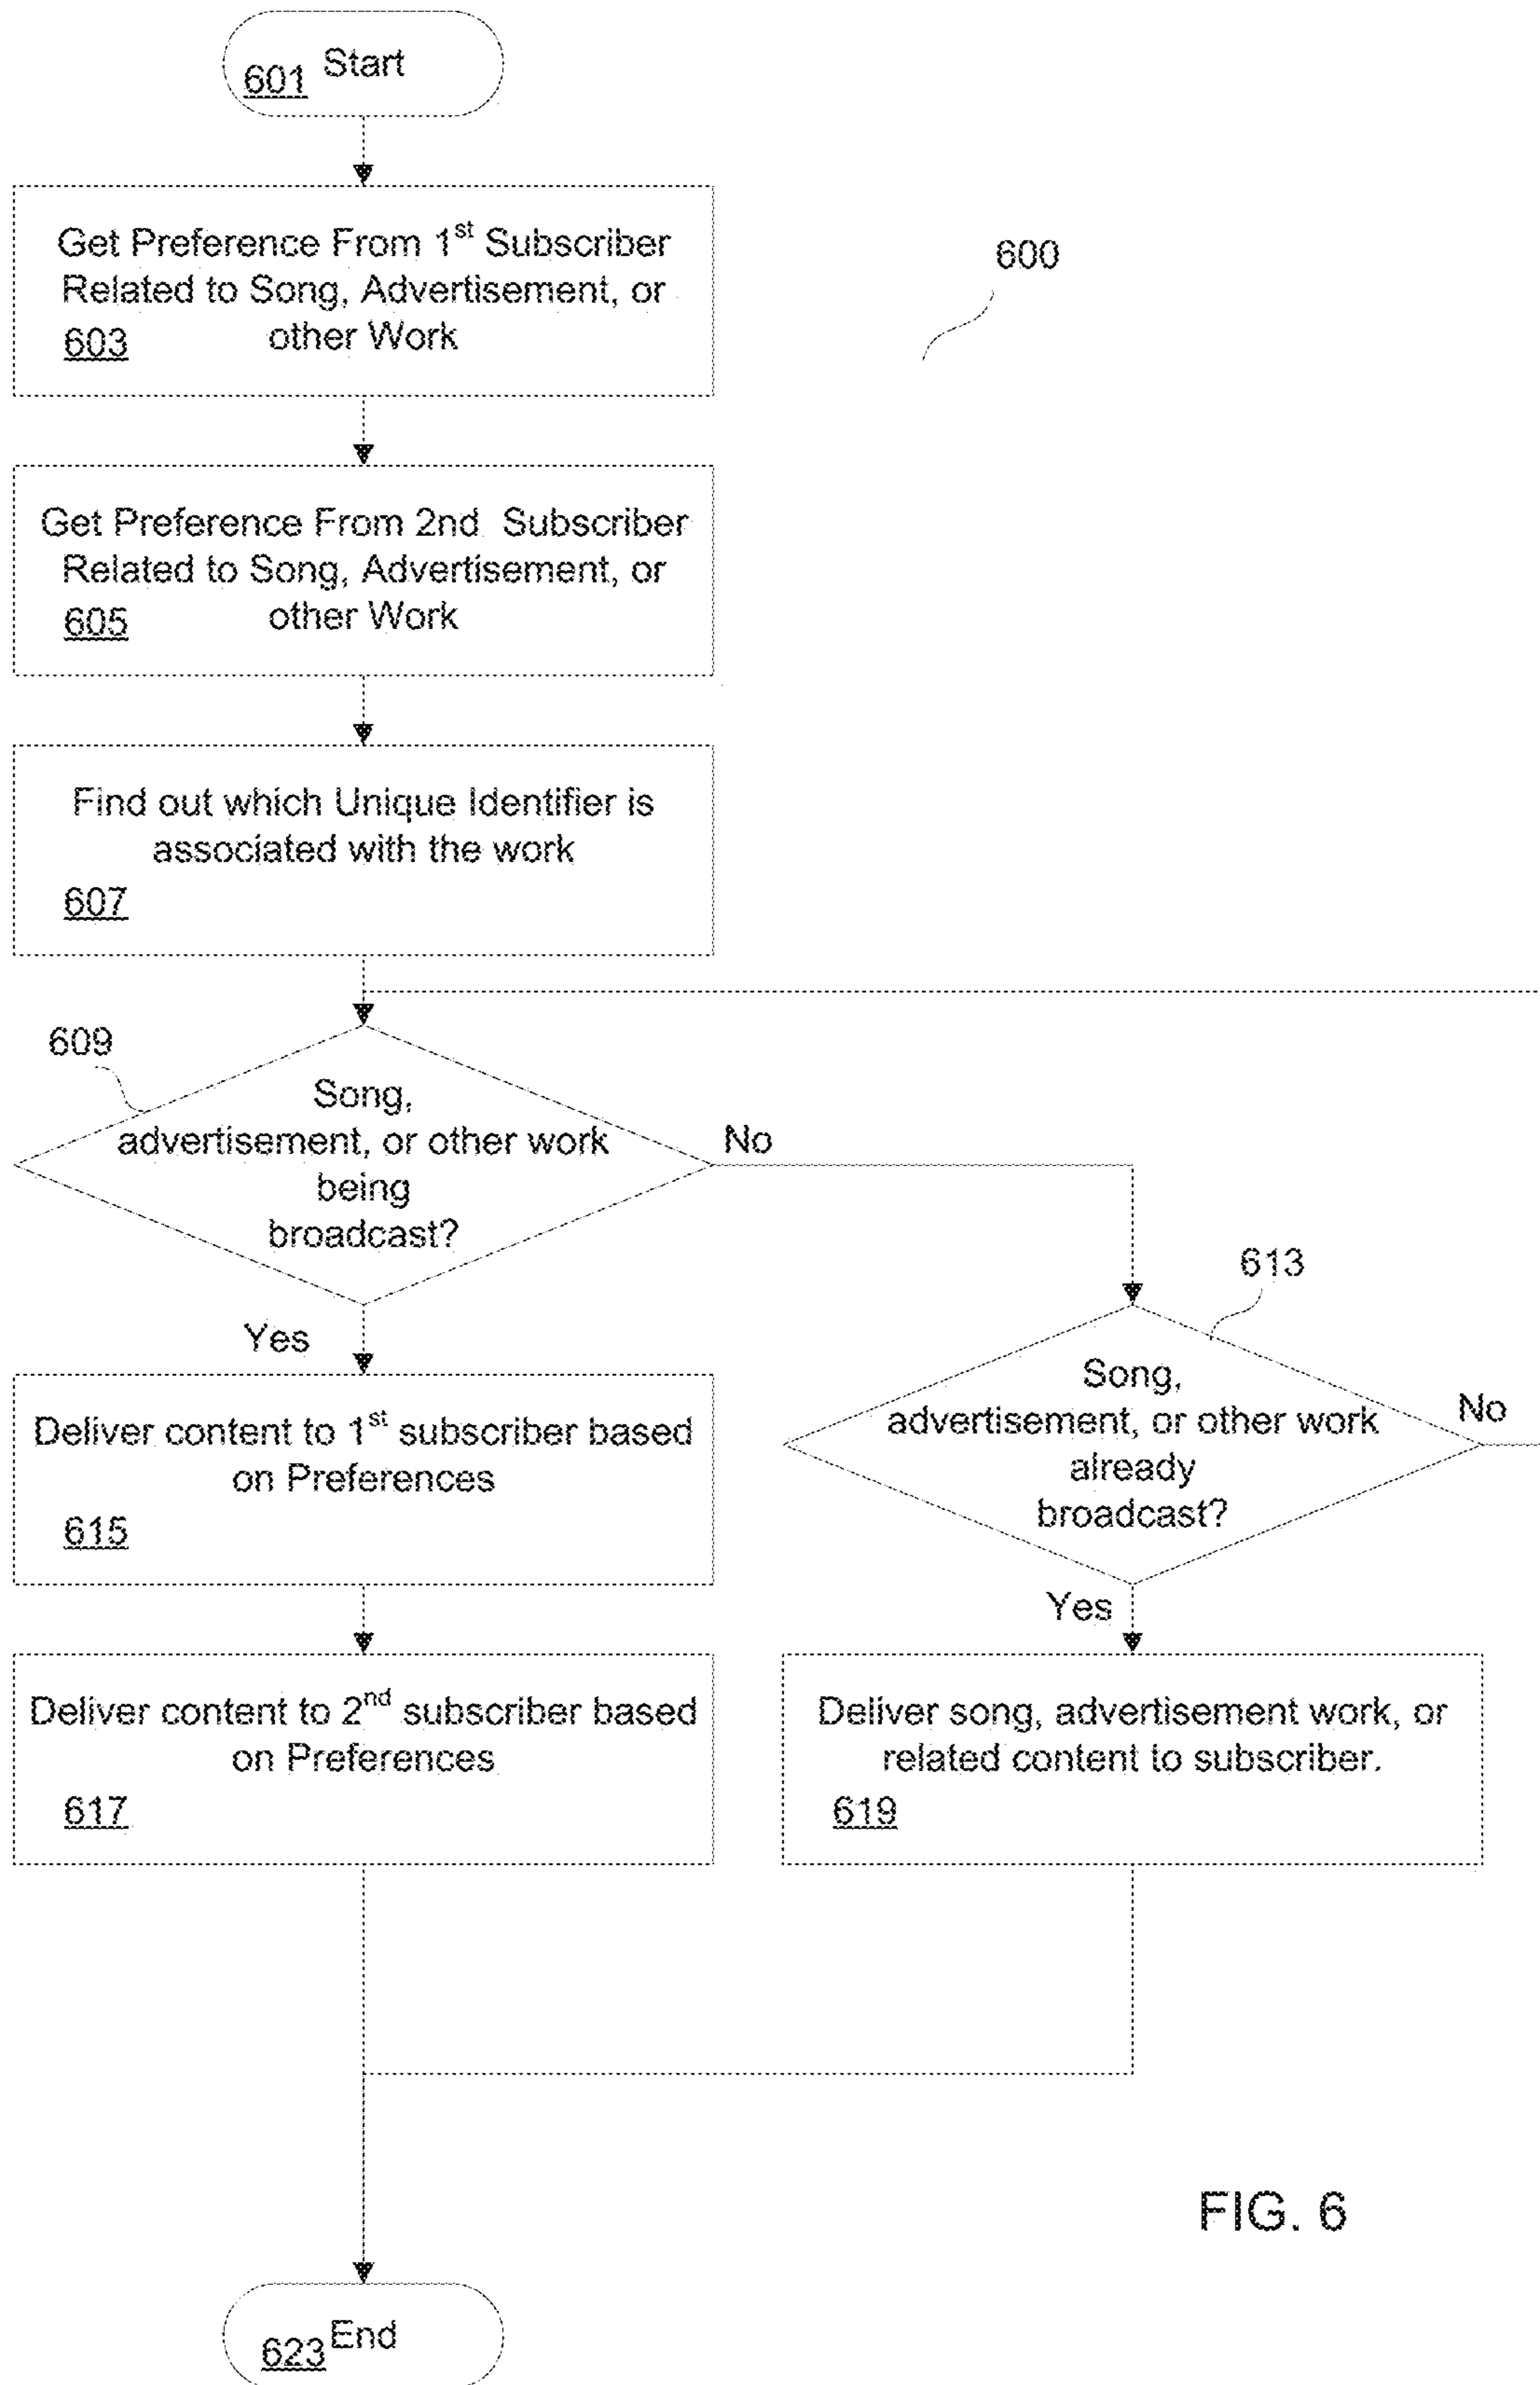 Start
601
Get Preference From 1st Subscriber
Related to Song, Advertisement, or
other Work
603
600
Get Preference From 2nd Subscriber
Related to Song, Advertisement, or
other Work
605
Find out which Unique Identifier is
associated with the work
607
609
Song,
advertisement, or other work
being
broadcast?
No
Yes
613
Song,
advertisement, or other work
already
broadcast?
No
Yes
Deliver content to 1st subscriber based
on Preferences
615
Deliver content to 2nd subscriber based
on Preferences
617
Deliver song, advertisement work, or
related content to subscriber.
619
FIG. 6
End
623